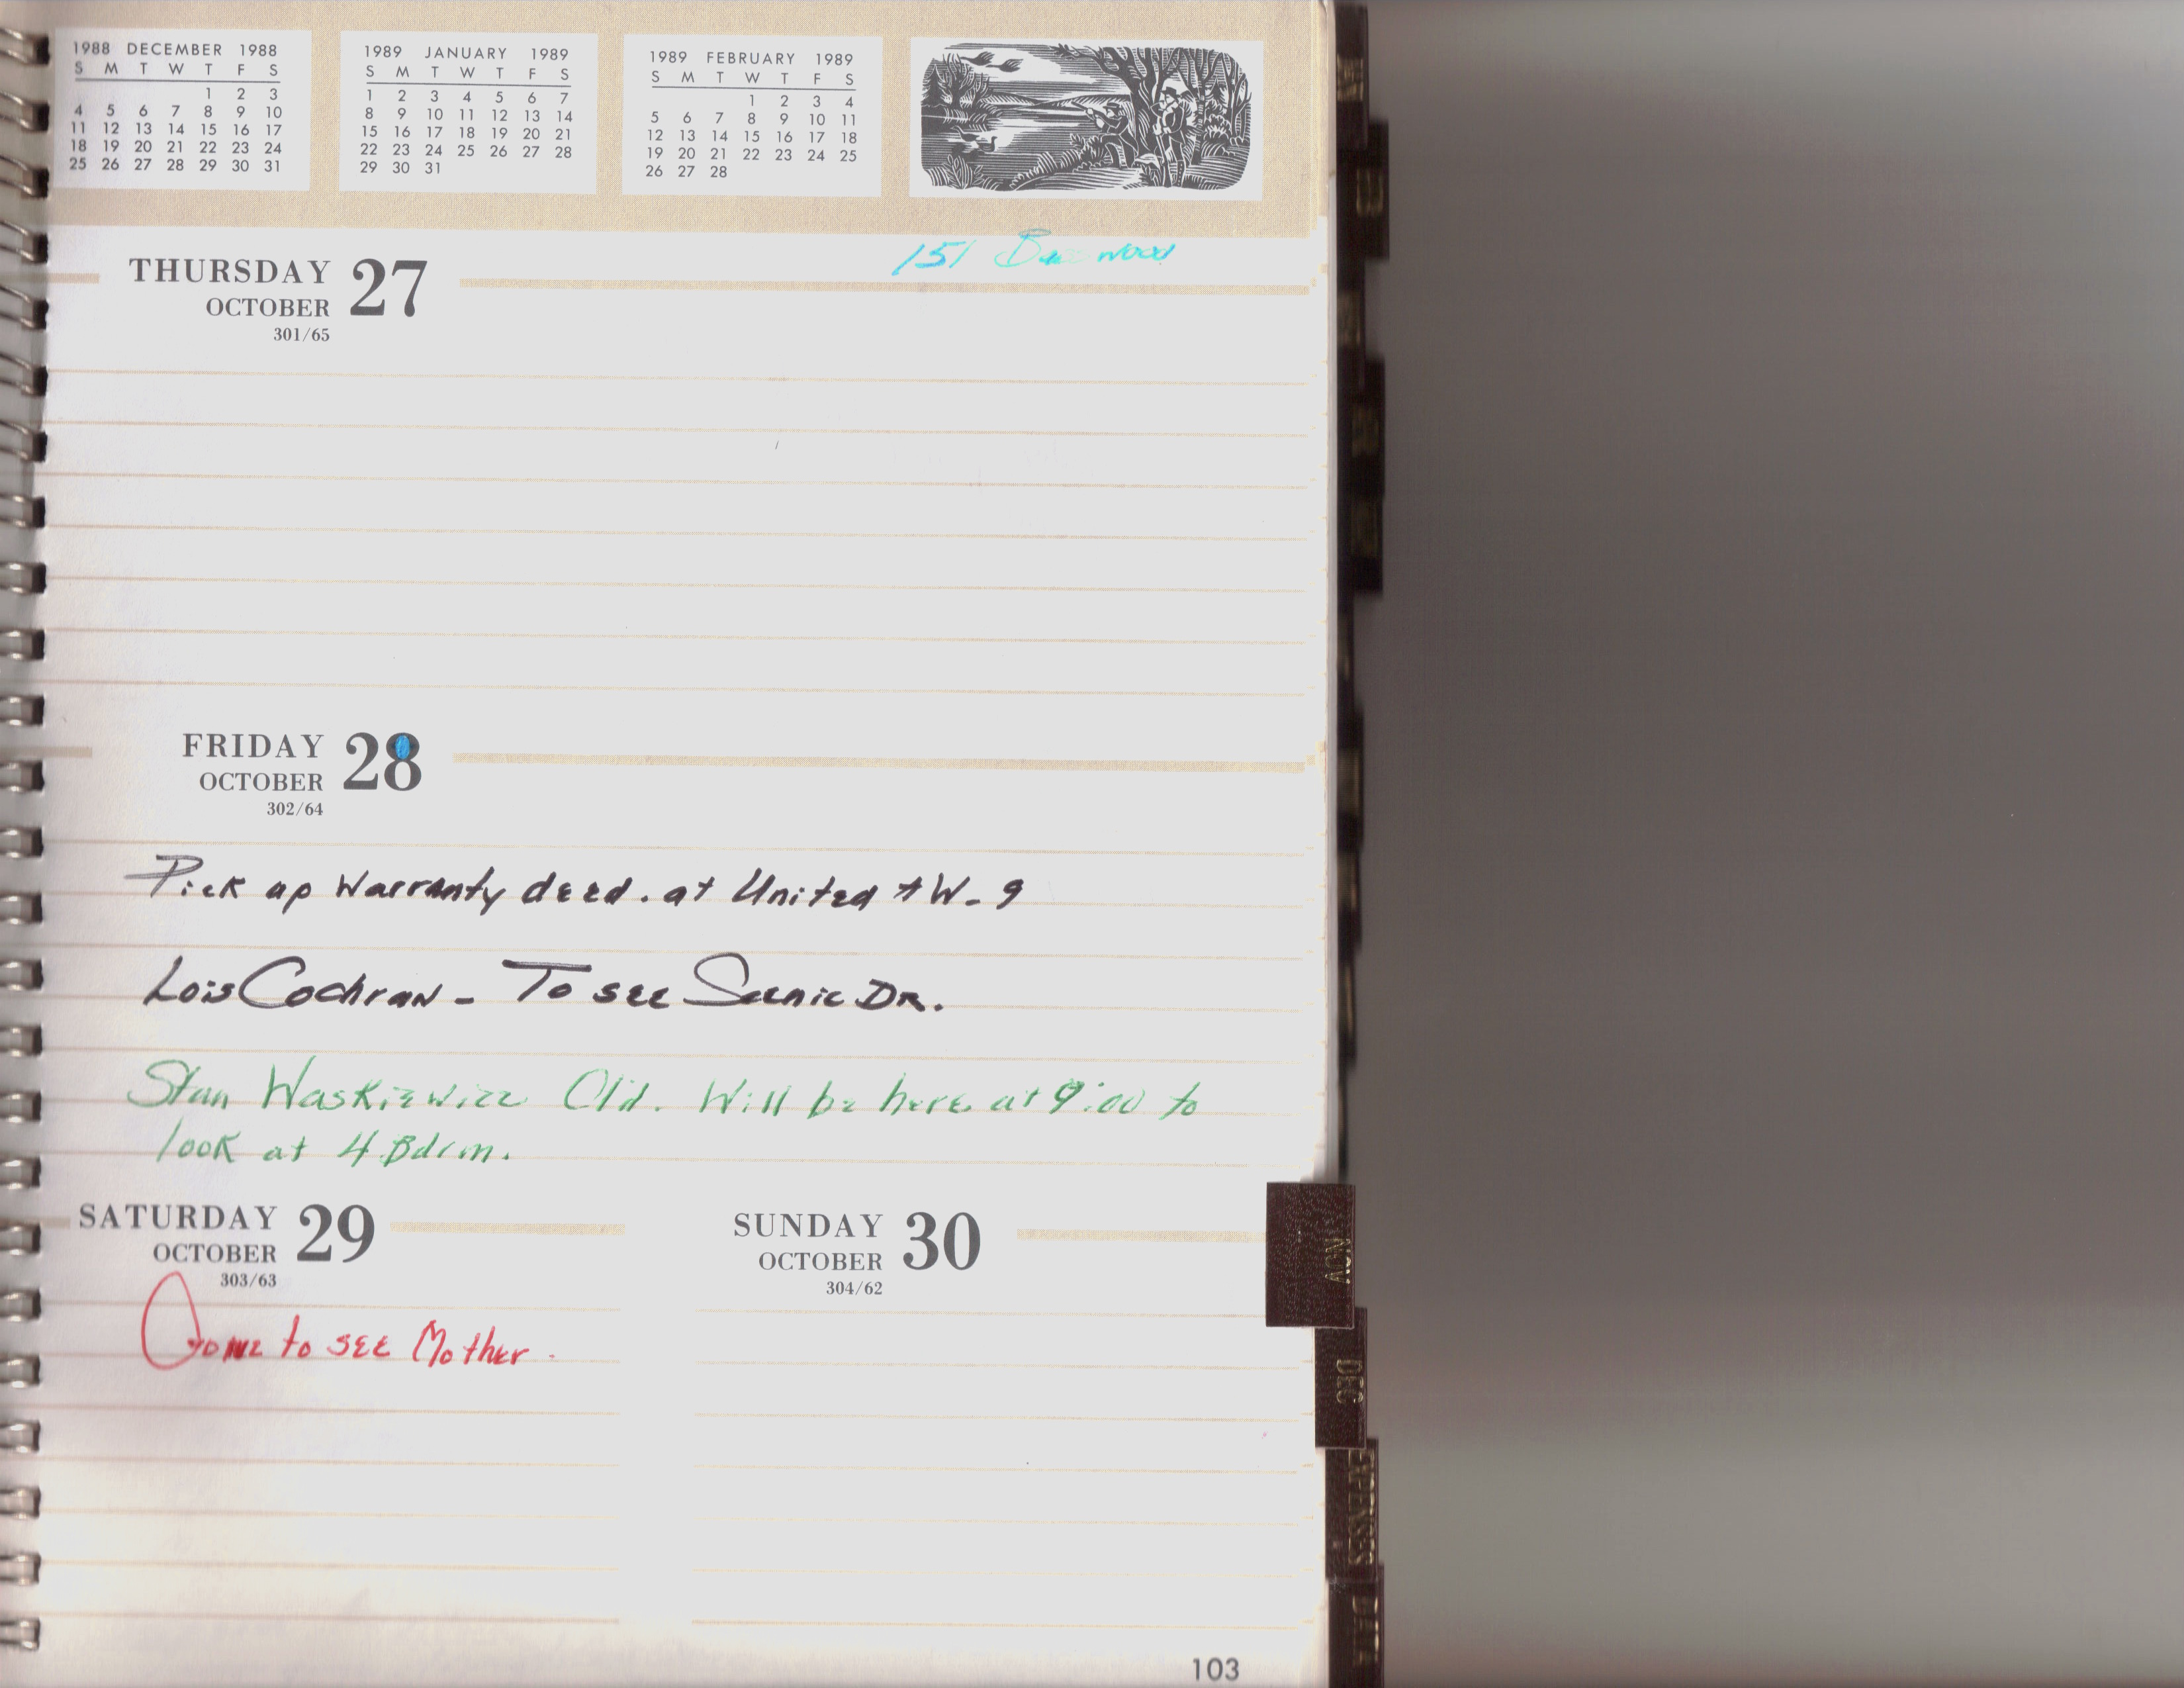 1988 DECEMBER 1988
S M T W T F S
1 2 3
4 5 6 7 8 9 10
11 12 13 14 15 16 17
18 19 20 21 22 23 24
25 26 27 28 29 30 31
1989 JANUARY 1989
S M T W T F S
1 2 3 4 5 6 7
8 9 10 11 12 13 14
15 16 17 18 19 20 21
22 23 24 25 26 27 28
29 30 31
1989 FEBRUARY 1989
S M T W T F S
1 2 3 4
5 6 7 8 9 10 11
12 13 14 15 16 17 18
19 20 21 22 23 24 25
26 27 28
151
THURSDAY 27
OCTOBER
301/65
FRIDAY 28
OCTOBER
302/64
Pick up Warranty deed. at United + W-9
Lois Cochran - To see Scenic DR.
Stan Waskiewicz Old. Will be here at 9:00 to
look at 4 Bdrm.
SATURDAY 29
OCTOBER
303/63
Gone to see Mother.
SUNDAY 30
OCTOBER
304/62
NOV
DEC
EXPENSES
103